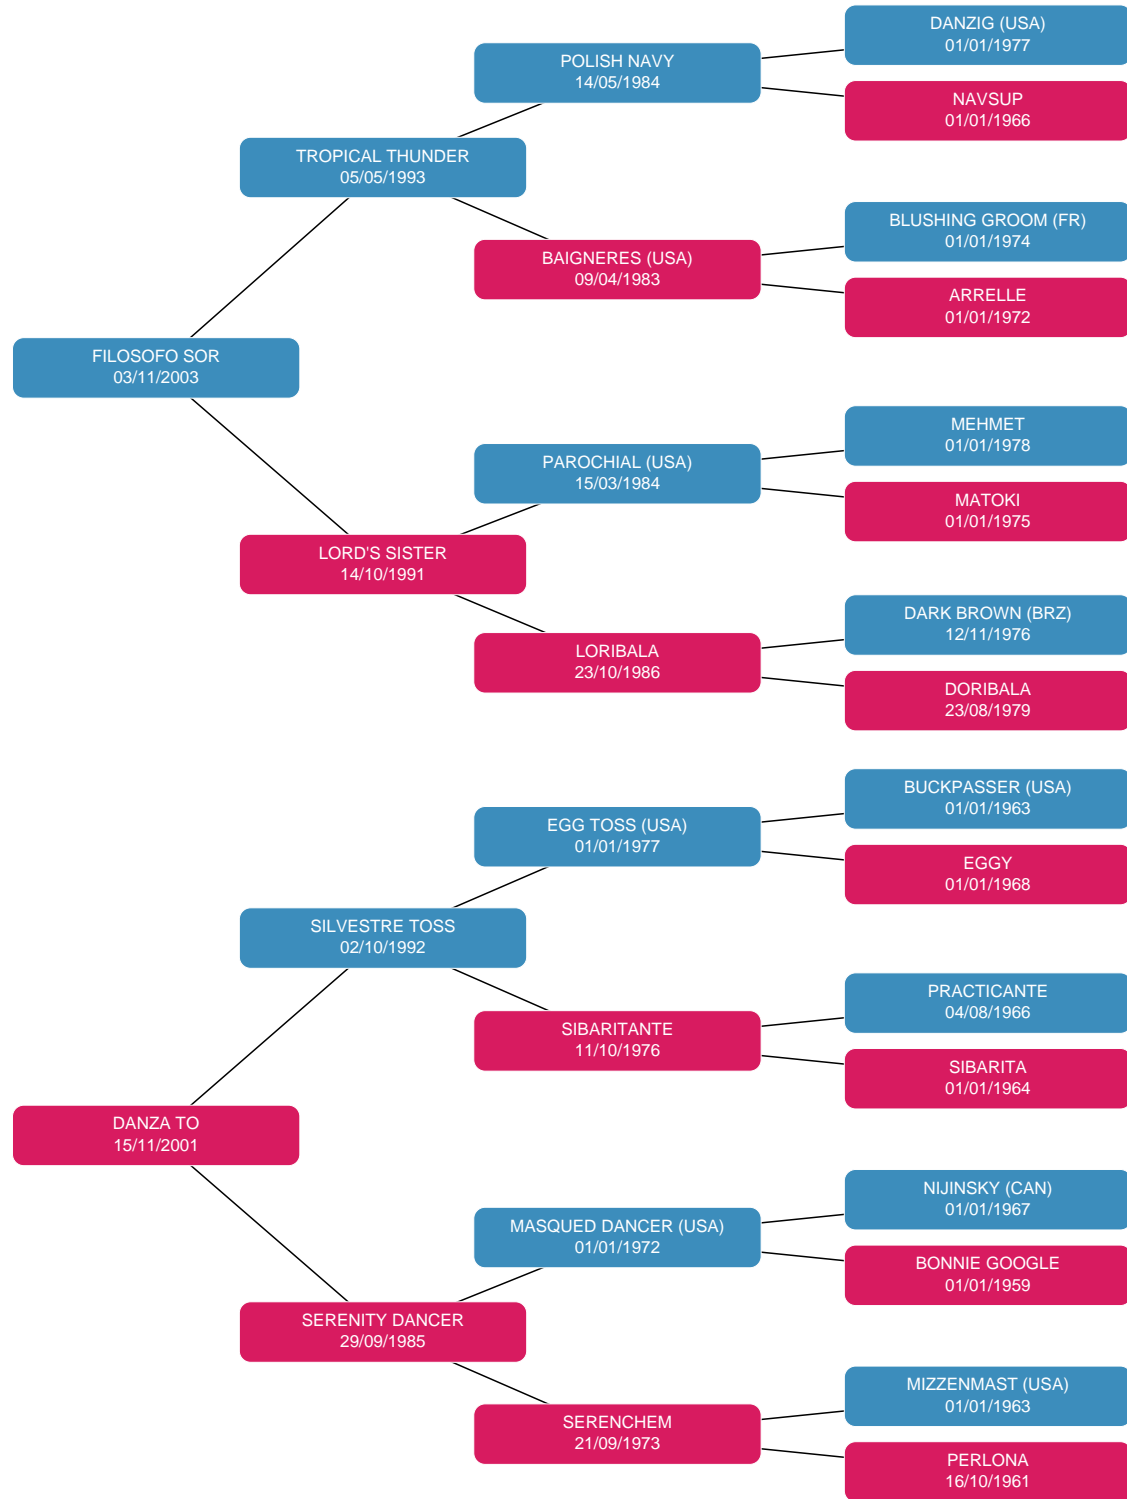 DANZIG (USA)
01/01/1977
POLISH NAVY
14/05/1984
NAVSUP
01/01/1966
TROPICAL THUNDER
05/05/1993
BLUSHING GROOM (FR)
01/01/1974
BAIGNERES (USA)
09/04/1983
ARRELLE
01/01/1972
FILOSOFO SOR
03/11/2003
MEHMET
01/01/1978
PAROCHIAL (USA)
15/03/1984
MATOKI
01/01/1975
LORD'S SISTER
14/10/1991
DARK BROWN (BRZ)
12/11/1976
LORIBALA
23/10/1986
DORIBALA
23/08/1979
BUCKPASSER (USA)
01/01/1963
EGG TOSS (USA)
01/01/1977
EGGY
01/01/1968
SILVESTRE TOSS
02/10/1992
PRACTICANTE
04/08/1966
SIBARITANTE
11/10/1976
SIBARITA
01/01/1964
DANZA TO
15/11/2001
NIJINSKY (CAN)
01/01/1967
MASQUED DANCER (USA)
01/01/1972
BONNIE GOOGLE
01/01/1959
SERENITY DANCER
29/09/1985
MIZZENMAST (USA)
01/01/1963
SERENCHEM
21/09/1973
PERLONA
16/10/1961